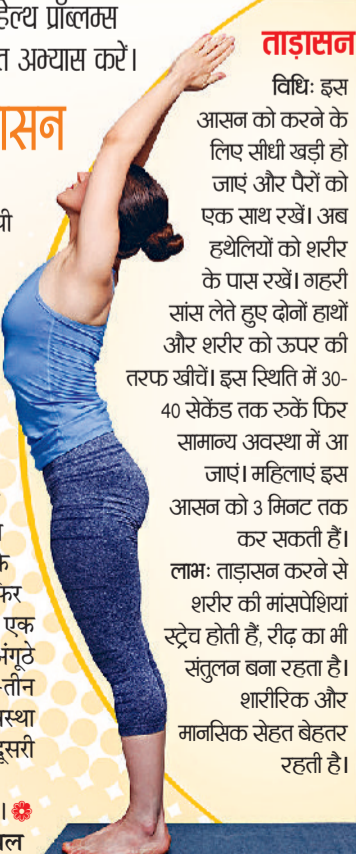 हेल्थ प्रॉब्लम्स
अभ्यास करें।
ताड़ासन
विधिः इस
आसन को करने के
लिए सीधी खड़ी हो
जाएं और पैरों को
एक साथ रखें। अब
हथेलियों को शरीर
के पास रखें। गहरी
सांस लेते हुए दोनों हाथों
और शरीर को ऊपर की
तरफ खीचें। इस स्थिति में 30-
40 सेकेंड तक रुकें फिर
सामान्य अवस्था में आ
जाएं। महिलाएं इस
आसन को 3 मिनट तक
कर सकती हैं।
लाभः ताड़ासन करने से
शरीर की मांसपेशियां
स्ट्रेच होती हैं, रीढ़ का भी
संतुलन बना रहता है।
शारीरिक और
मानसिक सेहत बेहतर
रहती है।
एक